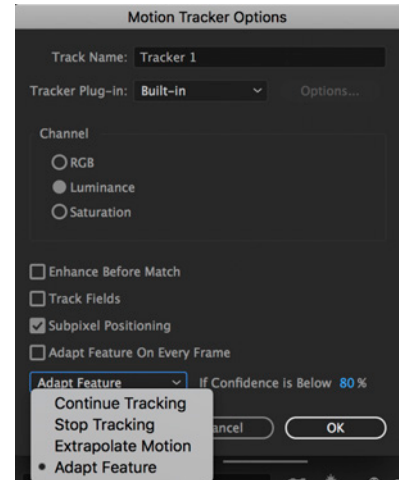 Motion Tracker Options
Track Name: Tracker 1
Tracker Plug-in: Built-in Options...
Channel
RGB
Luminance
Saturation
Enhance Before Match
Track Fields
Subpixel Positioning
Adapt Feature On Every Frame
Adapt Feature If Confidence is Below 80 %
Continue Tracking
Stop Tracking
Extrapolate Motion
Adapt Feature
OK